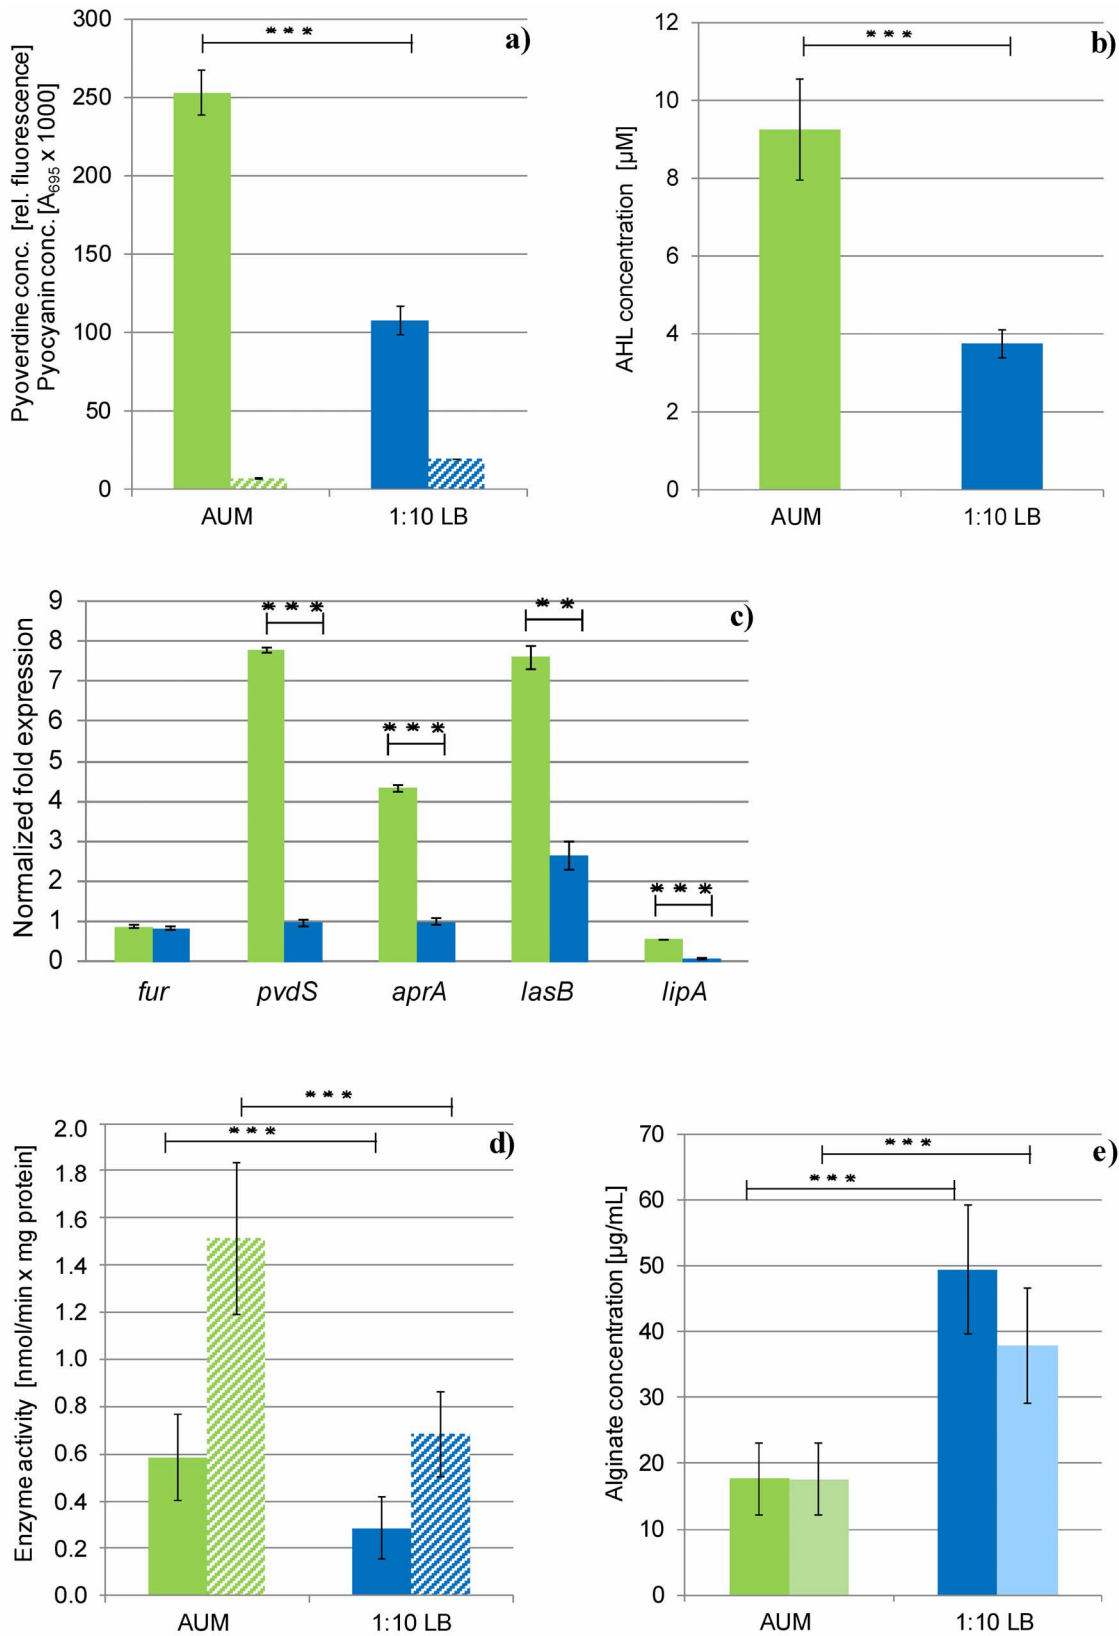 Pyoverdine conc. [rel. fluorescence]
Pyocyanin conc. [A695 x 1000]
300
250
200
150
100
50
0
* * *
a)
AUM
1:10 LB
AHL concentration [µM]
12
10
8
6
4
2
0
* * *
b)
AUM
1:10 LB
Normalized fold expression
9
8
7
6
5
4
3
2
1
0
* * *
* * *
* *
* * *
c)
fur
pvdS
aprA
lasB
lipA
Enzyme activity [nmol/min x mg protein]
2.0
1.8
1.6
1.4
1.2
1.0
0.8
0.6
0.4
0.2
0.0
* * *
* * *
d)
AUM
1:10 LB
Alginate concentration [µg/mL]
70
60
50
40
30
20
10
0
* * *
* * *
e)
AUM
1:10 LB